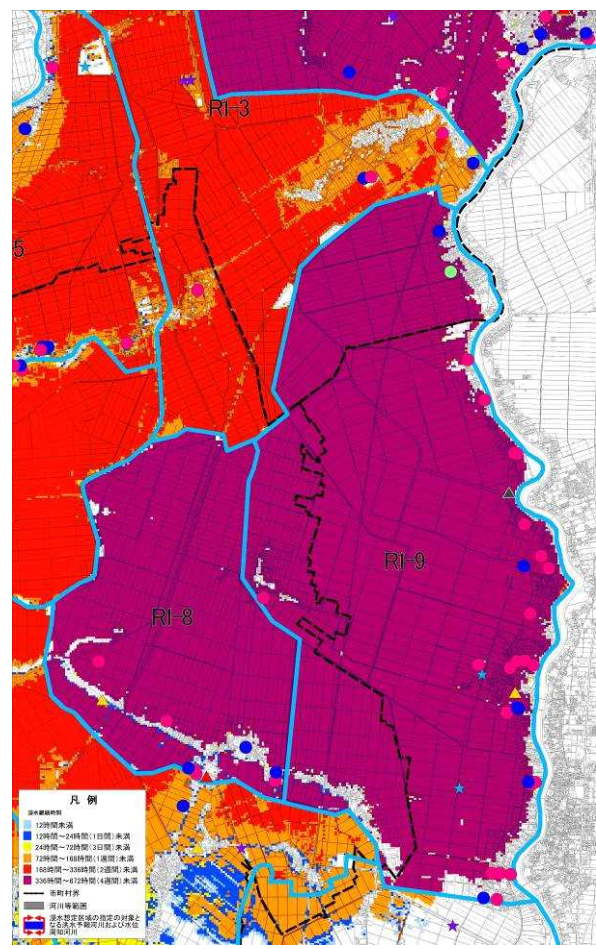 R1-3
5
R1-9
R1-8
凡 例
浸水継続時間
12時間未満
12時間～24時間(1日間)未満
24時間～72時間(3日間)未満
72時間～168時間(1週間)未満
168時間～336時間(2週間)未満
336時間～672時間(4週間)未満
市町村界
河川等範囲
浸水想定区域の指定の対象と
なる洪水予報河川および水位
周知河川